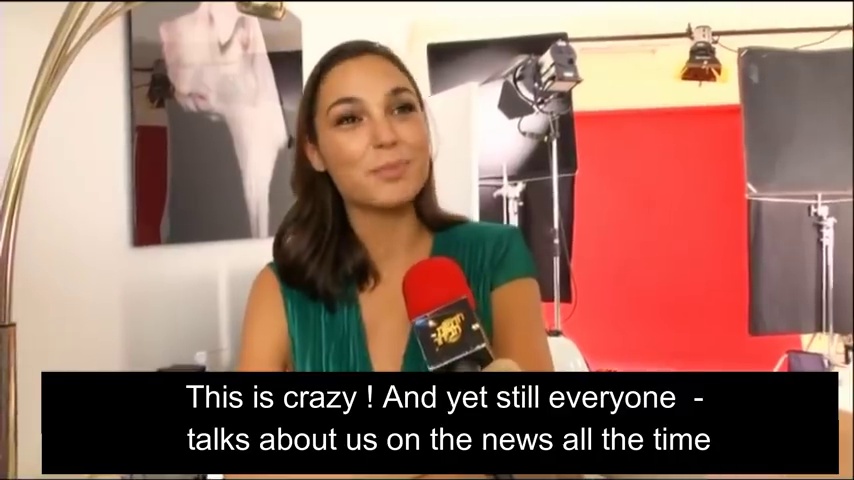 This is crazy ! And yet still everyone -
talks about us on the news all the time